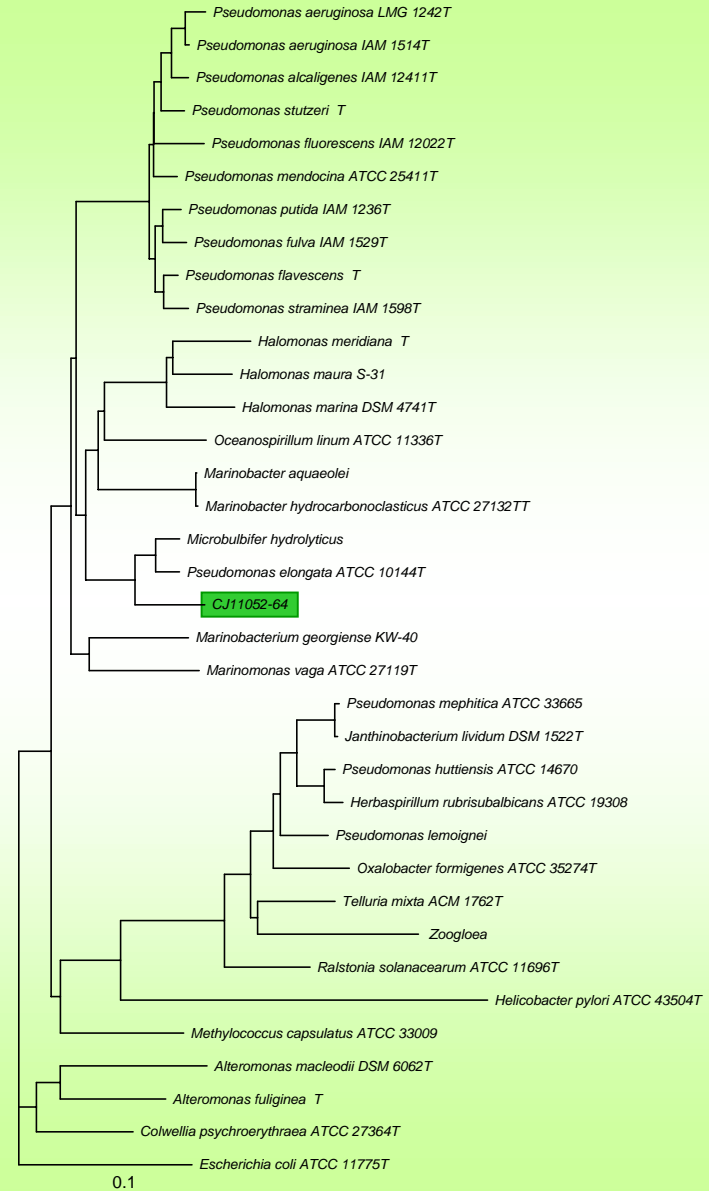 Pseudomonas aeruginosa LMG 1242T
Pseudomonas aeruginosa IAM 1514T
Pseudomonas alcaligenes IAM 12411T
Pseudomonas stutzeri T
Pseudomonas fluorescens IAM 12022T
Pseudomonas mendocina ATCC 25411T
Pseudomonas putida IAM 1236T
Pseudomonas fulva IAM 1529T
Pseudomonas flavescens T
Pseudomonas straminea IAM 1598T
Halomonas meridiana T
Halomonas maura S-31
Halomonas marina DSM 4741T
Oceanospirillum linum ATCC 11336T
Marinobacter aquaeolei
Marinobacter hydrocarbonoclasticus ATCC 27132TT
Microbulbifer hydrolyticus
Pseudomonas elongata ATCC 10144T
CJ11052-64
Marinobacterium georgiense KW-40
Marinomonas vaga ATCC 27119T
Pseudomonas mephitica ATCC 33665
Janthinobacterium lividum DSM 1522T
Pseudomonas huttiensis ATCC 14670
Herbaspirillum rubrisubalbicans ATCC 19308
Pseudomonas lemoignei
Oxalobacter formigenes ATCC 35274T
Telluria mixta ACM 1762T
Zoogloea
Ralstonia solanacearum ATCC 11696T
Helicobacter pylori ATCC 43504T
Methylococcus capsulatus ATCC 33009
Alteromonas macleodii DSM 6062T
Alteromonas fuliginea T
Colwellia psychroerythraea ATCC 27364T
Escherichia coli ATCC 11775T
0.1